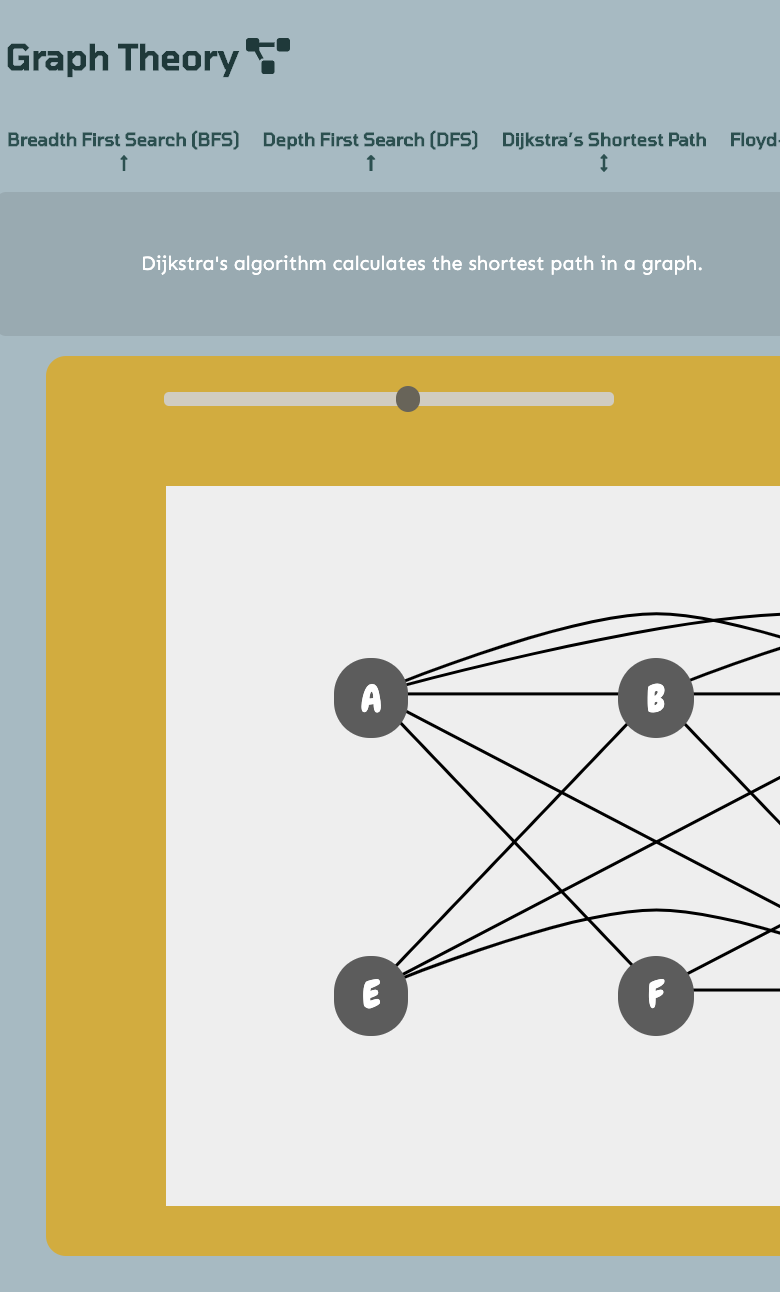 Graph Theory
Breadth First Search (BFS) Depth First Search (DFS) Dijkstra's Shortest Path Floyd-
Dijkstra's algorithm calculates the shortest path in a graph.
A B
E F